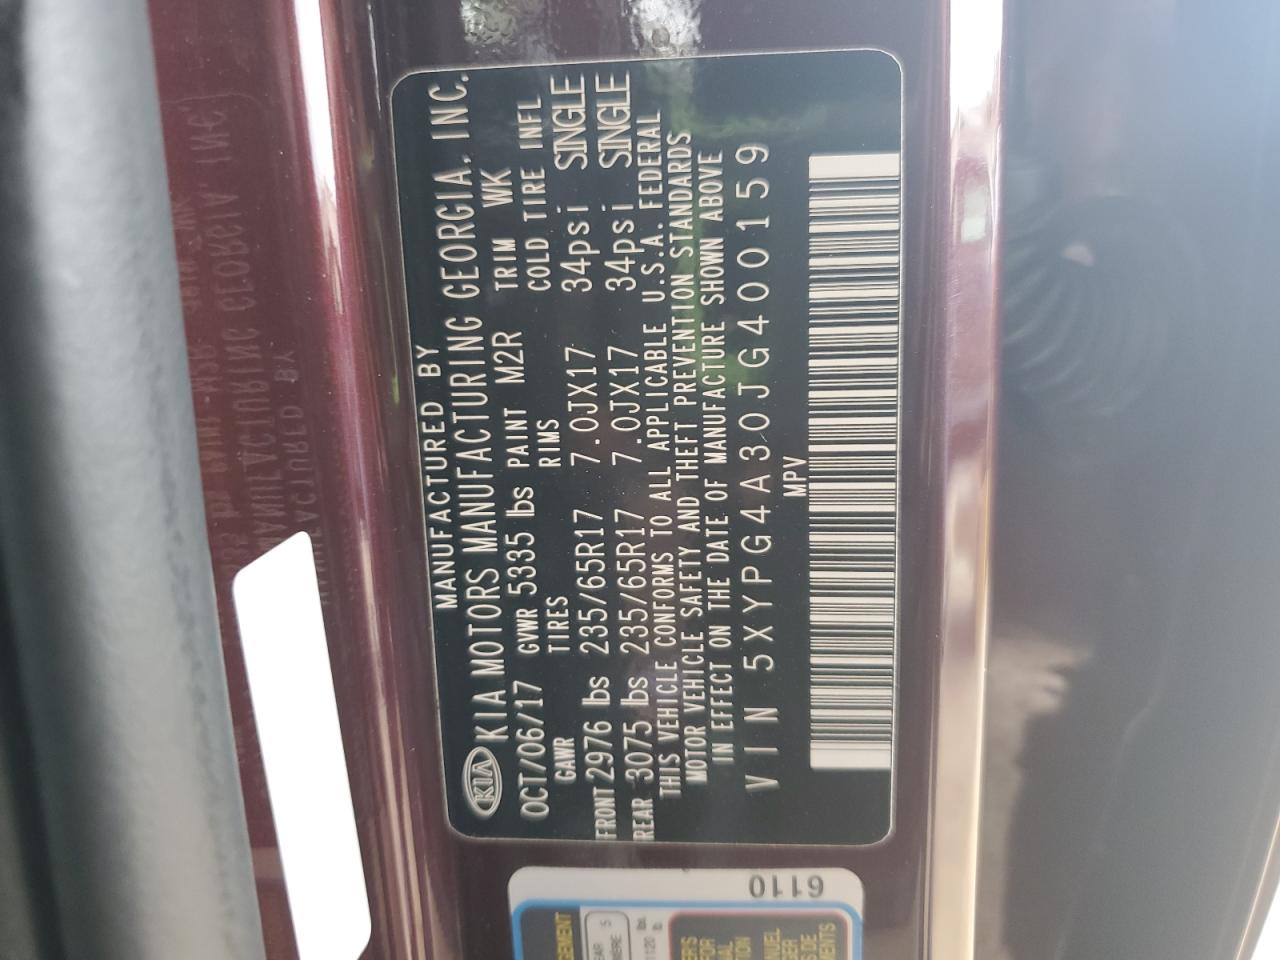 MANUFACTURED BY
KIA KIA MOTORS MANUFACTURING GEORGIA, INC.
OCT/06/17 GVWR 5335 lbs PAINT M2R TRIM WK
GAWR TIRES RIMS COLD TIRE INFL
FRONT 2976 lbs 235/65R17 7.0JX17 34psi SINGLE
REAR 3075 lbs 235/65R17 7.0JX17 34psi SINGLE
THIS VEHICLE CONFORMS TO ALL APPLICABLE U.S.A. FEDERAL
MOTOR VEHICLE SAFETY AND THEFT PREVENTION STANDARDS
IN EFFECT ON THE DATE OF MANUFACTURE SHOWN ABOVE
VIN 5XYPG4A30JG400159
MPV
6110